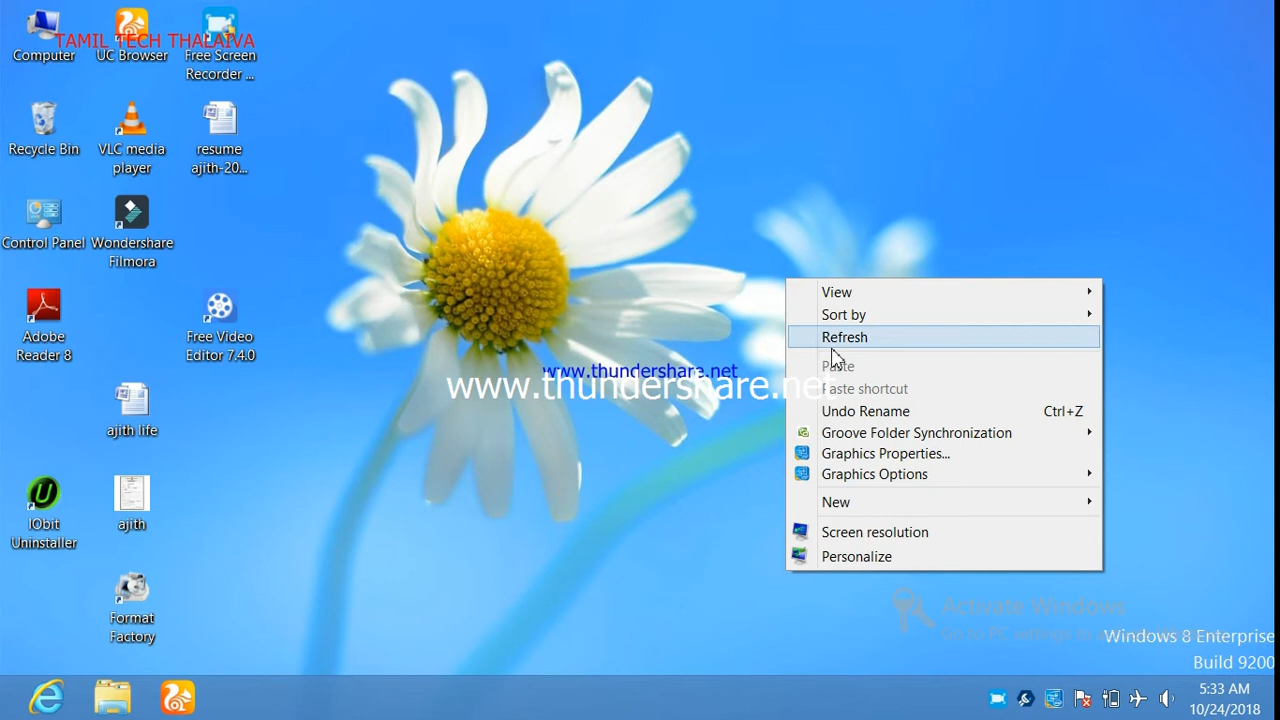 TAMIL TECH THALAIVA
Computer
UC Browser
Free Screen
Recorder ...
Recycle Bin
VLC media
player
resume
ajith-20...
Control Panel
Wondershare
Filmora
Adobe
Reader 8
Free Video
Editor 7.4.0
ajith life
IObit
Uninstaller
ajith
Format
Factory
www.thundershare.net
www.thundershare.net
View
Sort by
Refresh
Paste
Paste shortcut
Undo Rename Ctrl+Z
Groove Folder Synchronization
Graphics Properties...
Graphics Options
New
Screen resolution
Personalize
Activate Windows
Go to PC settings to
Windows 8 Enterprise
Build 9200
5:33 AM
10/24/2018